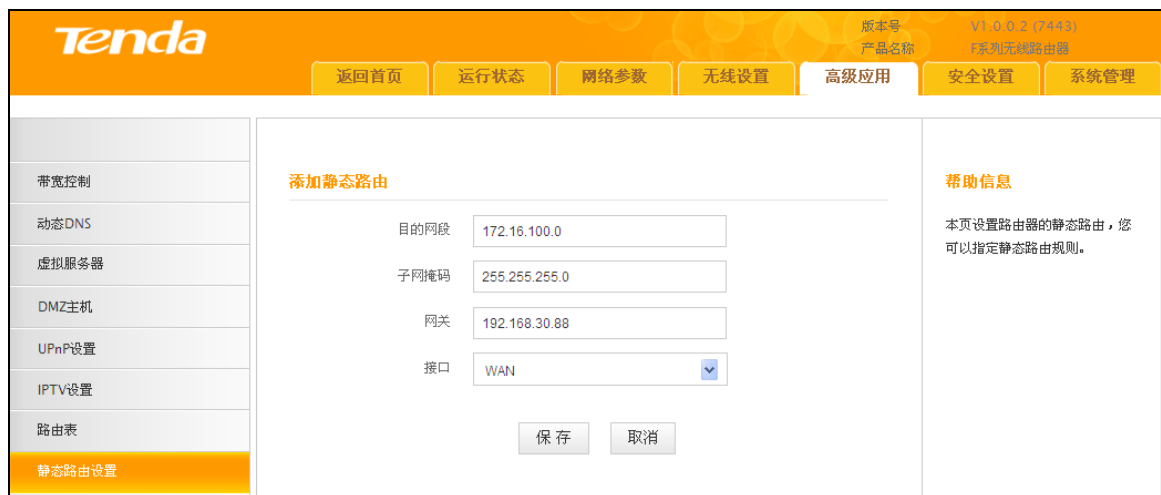 Tenda
版本号 V1.0.0.2 (7443)
产品名称 F系列无线路由器
返回首页 运行状态 网络参数 无线设置 高级应用 安全设置 系统管理
带宽控制
动态DNS
虚拟服务器
DMZ主机
UPnP设置
IPTV设置
路由表
静态路由设置
添加静态路由
目的网段 172.16.100.0
子网掩码 255.255.255.0
网关 192.168.30.88
接口 WAN
保存 取消
帮助信息
本页设置路由器的静态路由，您
可以指定静态路由规则。